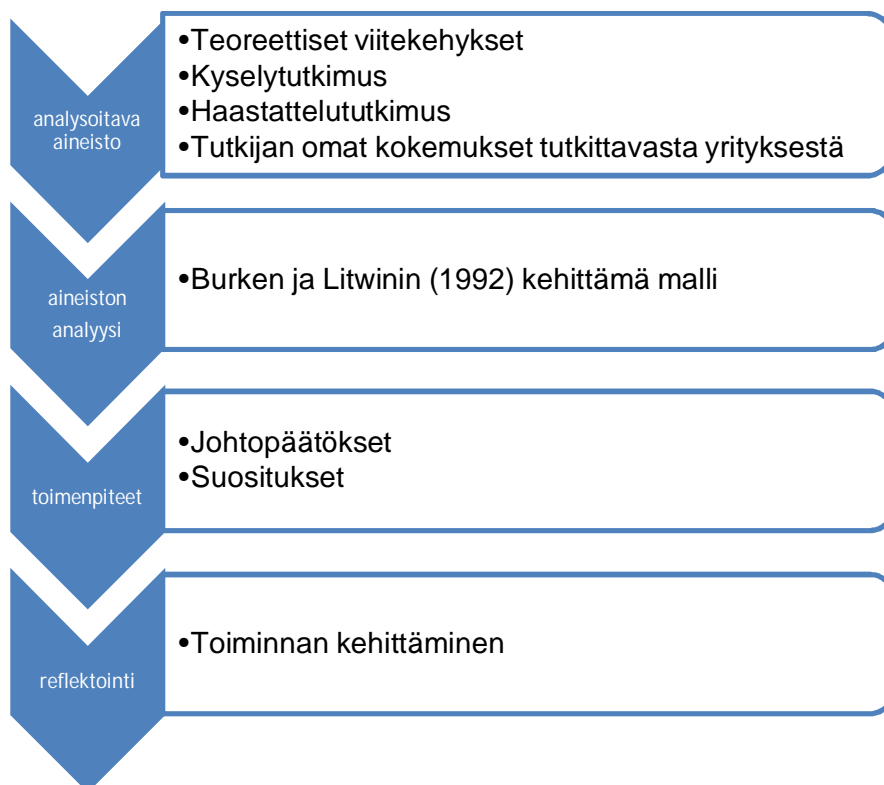 analysoitava
aineisto
•Teoreettiset viitekehykset
•Kyselytutkimus
•Haastattelututkimus
•Tutkijan omat kokemukset tutkittavasta yrityksestä
aineiston
analyysi
•Burken ja Litwinin (1992) kehittämä malli
toimenpiteet
•Johtopäätökset
•Suositukset
reflektointi
•Toiminnan kehittäminen